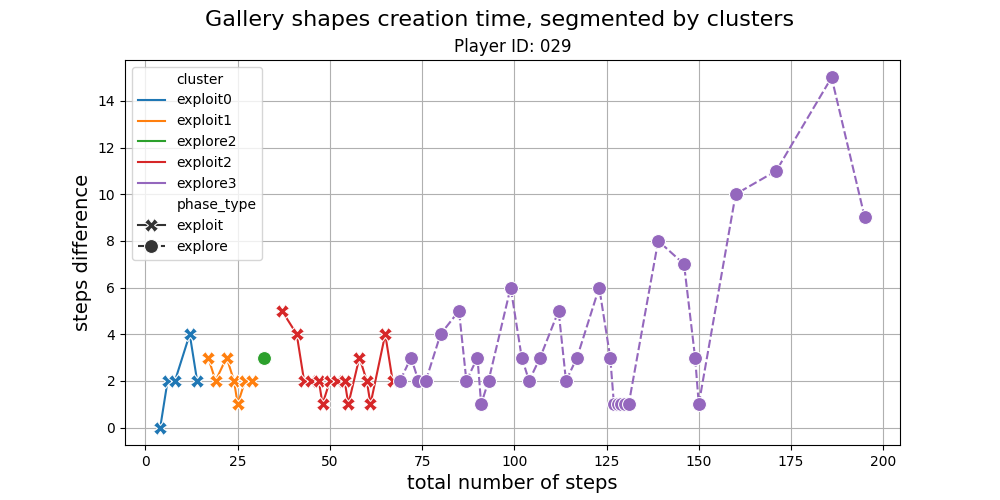 Gallery shapes creation time, segmented by clusters
Player ID: 029
cluster
exploit0
exploit1
explore2
exploit2
explore3
phase_type
exploit
explore
steps difference
14
12
10
8
6
4
2
0
0 25 50 75 100 125 150 175 200
total number of steps